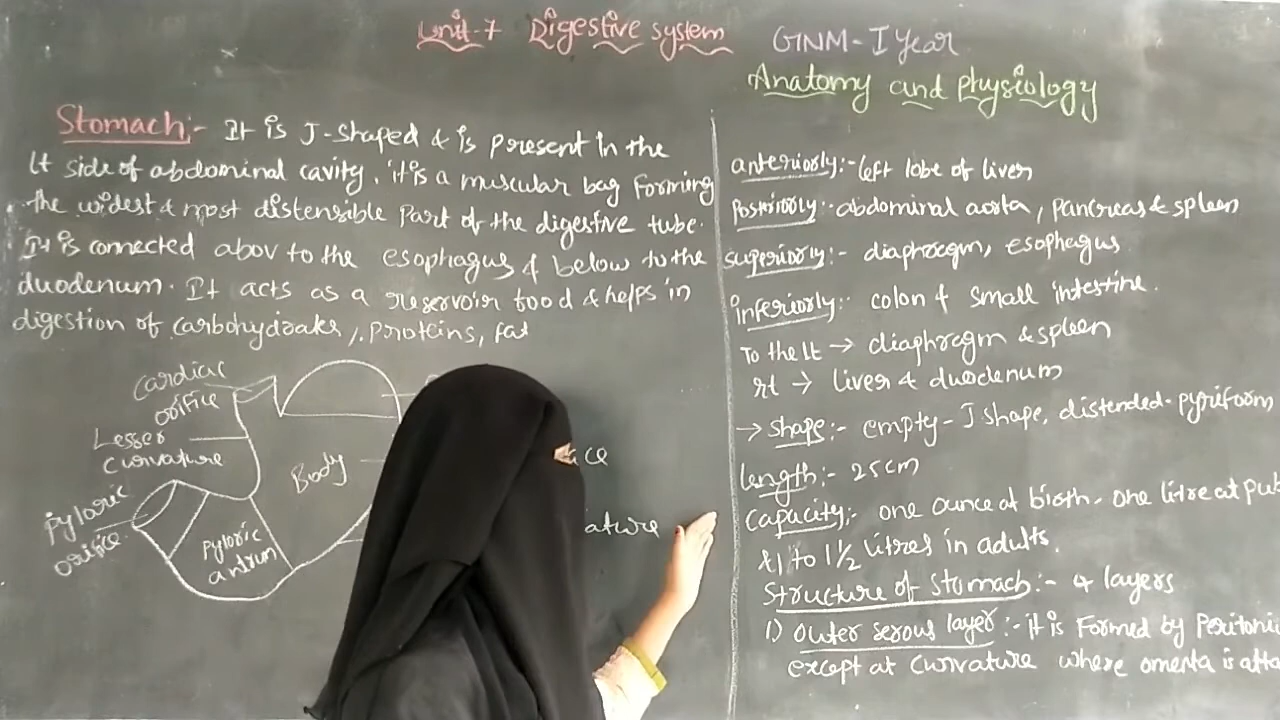 Unit-7 Digestive system
GNM - I Year
Anatomy and physiology
Stomach:- It is J-shaped & is present in the
Lt side of abdominal cavity. it is a muscular bag forming
the widest & most distensible part of the digestive tube.
It is connected abov to the esophagus & below to the
duodenum. It acts as a reservoir food & helps in
digestion of carbohydrates, proteins, fat
Cardiac
orifice
Lesser
Curvature
Pyloric
orifice
Body
Pyloric
antrum
ice
ature
anteriorly:- left lobe of liver
Posteriorly:- abdominal aorta, pancreas & spleen
superiorly:- diaphragm, esophagus
inferiorly:- colon & small intestine.
To the lt → diaphragm & spleen
rt → liver & duodenum
→ shape:- empty - J shape, distended - pyriform
length:- 25cm
Capacity:- one ounce at birth - one litre at pub
& 1 to 1 1/2 litres in adults.
Structure of stomach:- 4 layers
1) Outer serous layer:- it is formed by Peritoni
except at curvature where omenta is atta